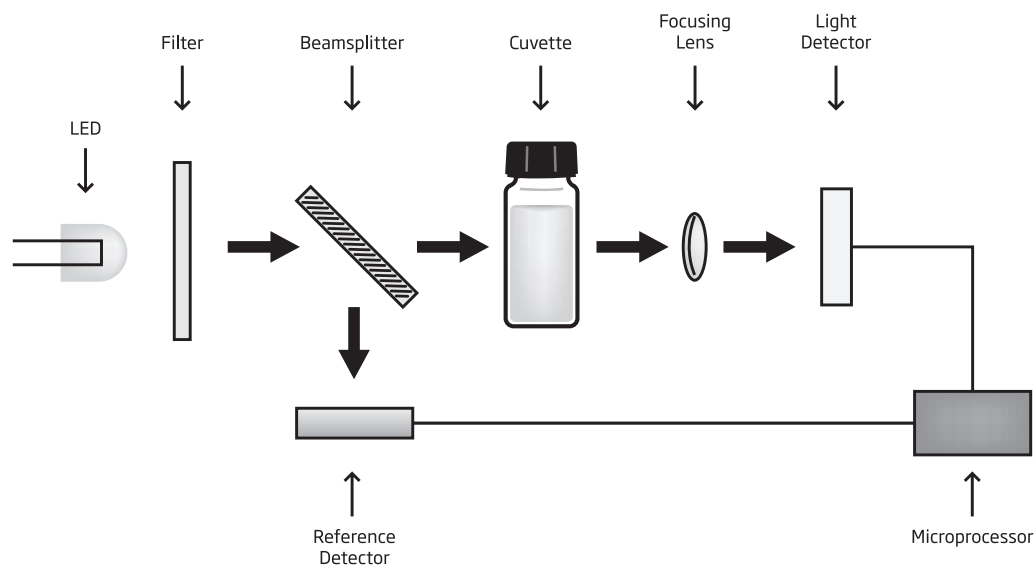 Filter
Beamsplitter
Cuvette
Focusing
Lens
Light
Detector
LED
Reference
Detector
Microprocessor